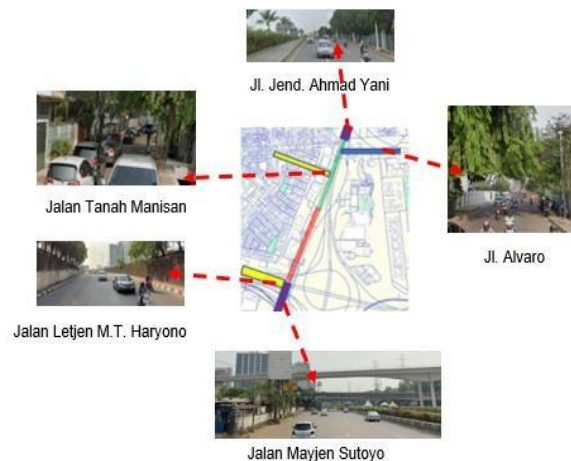 Jl. Jend. Ahmad Yani
Jalan Tanah Manisan
Jl. Alvaro
Jalan Letjen M.T. Haryono
Jalan Mayjen Sutoyo